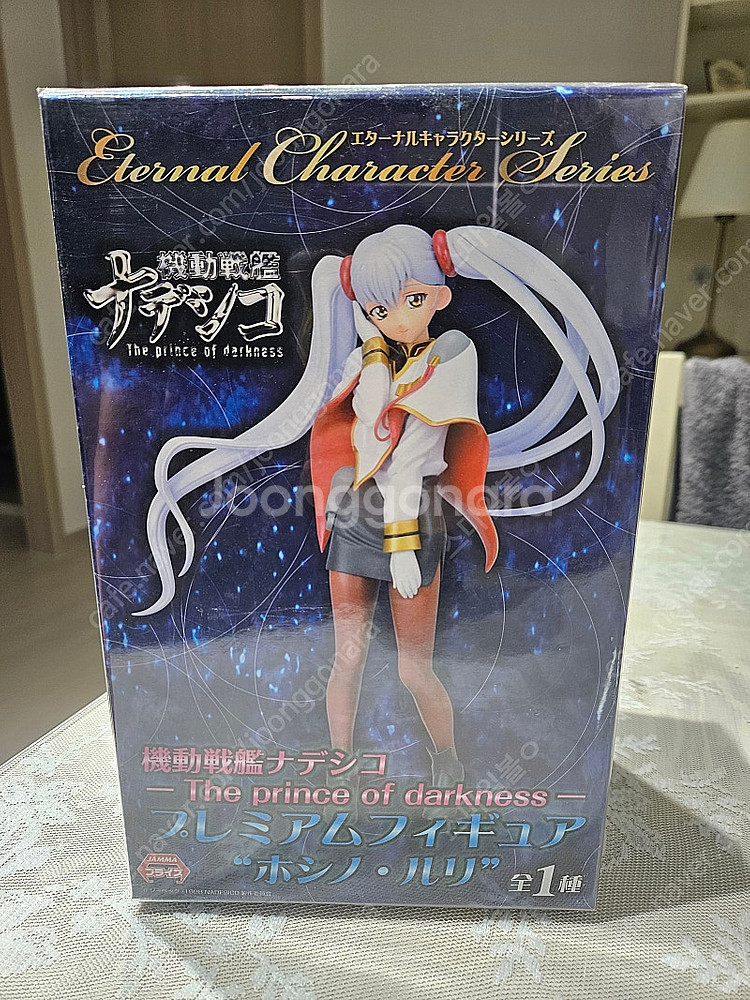 エターナルキャラクターシリーズ
Eternal Character Series
機動戦艦
ナデシコ
The prince of darkness
Joonggonara
機動戦艦ナデシコ
— The prince of darkness —
プレミアムフィギュア
“ホシノ・ルリ”
全1種
JAMMA
プライズ